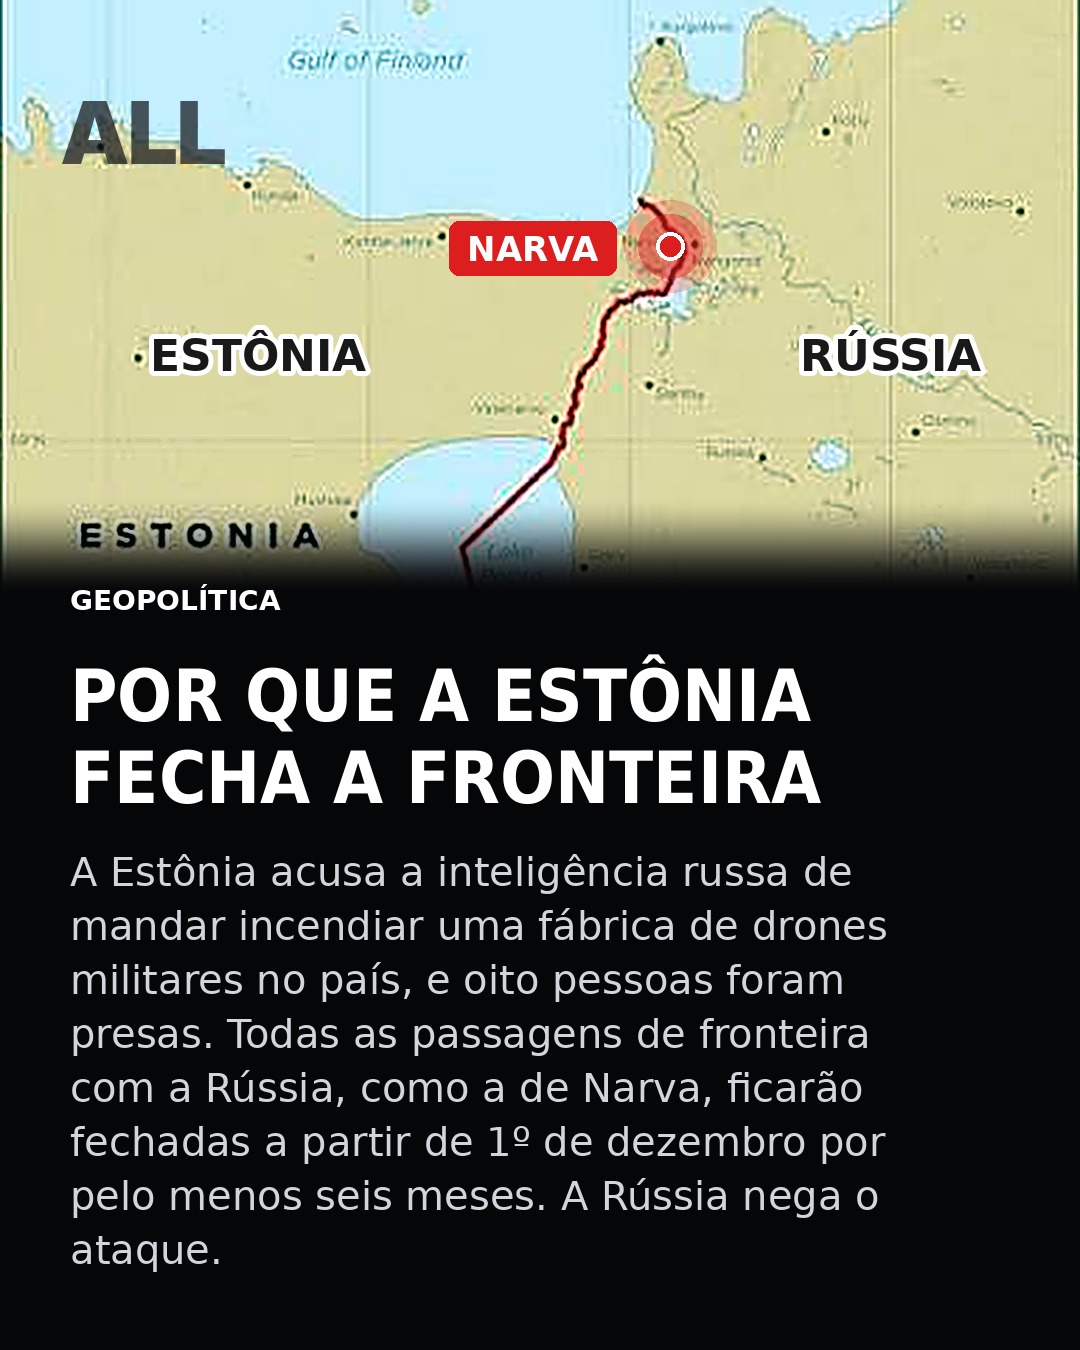 Gulf of Finland
ALL
NARVA
ESTÔNIA
RÚSSIA
ESTONIA
GEOPOLÍTICA
POR QUE A ESTÔNIA
FECHA A FRONTEIRA
A Estônia acusa a inteligência russa de
mandar incendiar uma fábrica de drones
militares no país, e oito pessoas foram
presas. Todas as passagens de fronteira
com a Rússia, como a de Narva, ficarão
fechadas a partir de 1º de dezembro por
pelo menos seis meses. A Rússia nega o
ataque.